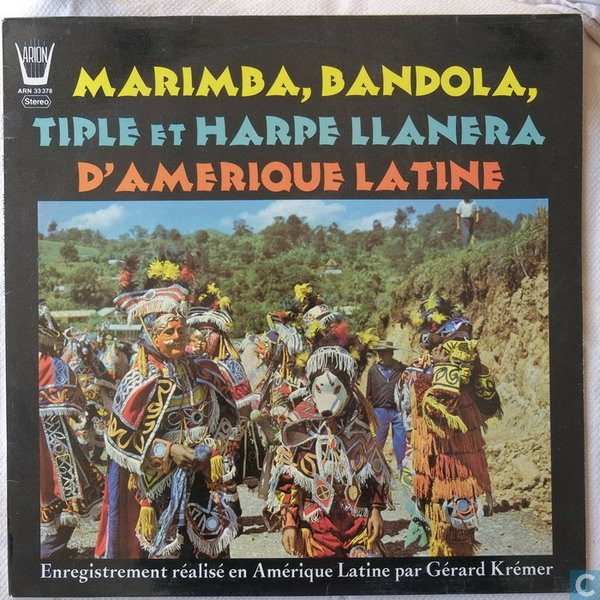 ARION
ARN 33 378
Stereo
MARIMBA, BANDOLA,
TIPLE ET HARPE LLANERA
D'AMERIQUE LATINE
Enregistrement réalisé en Amérique Latine par Gérard Krémer
C